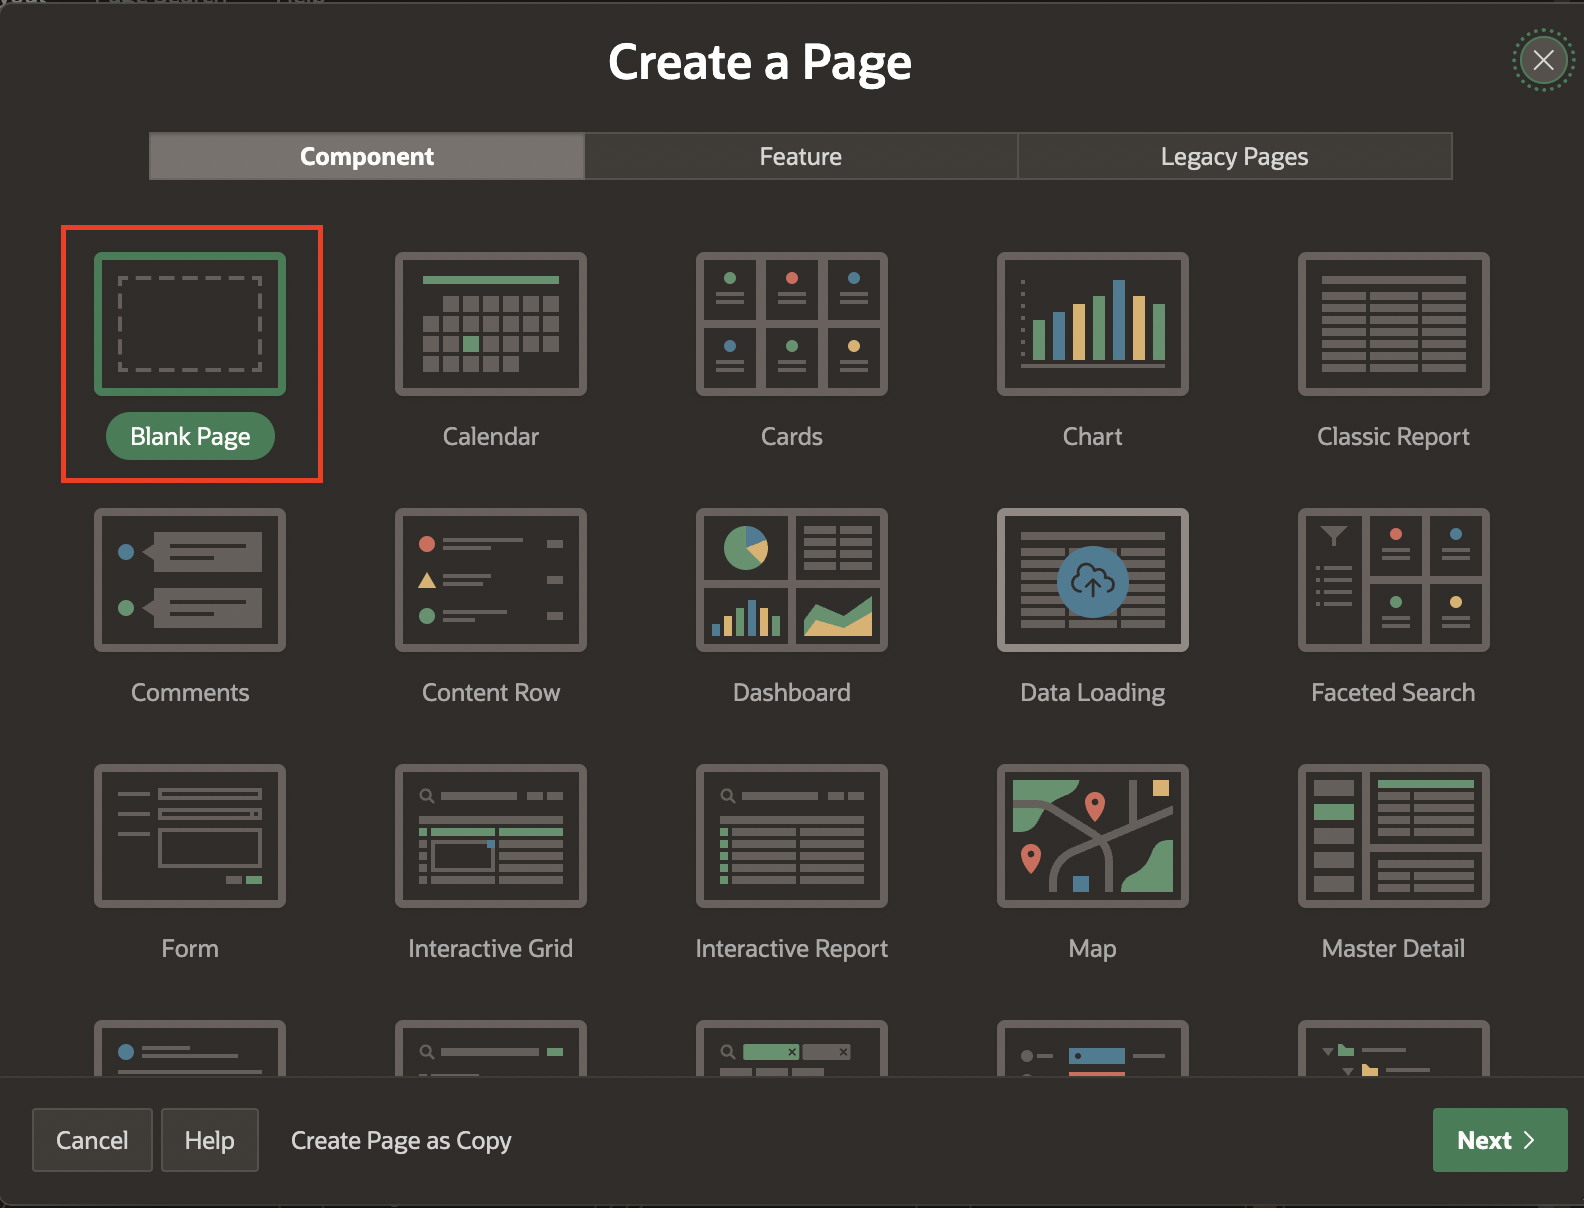 Create a Page
Component Feature Legacy Pages
Blank Page Calendar Cards Chart Classic Report
Comments Content Row Dashboard Data Loading Faceted Search
Form Interactive Grid Interactive Report Map Master Detail
Cancel Help Create Page as Copy Next